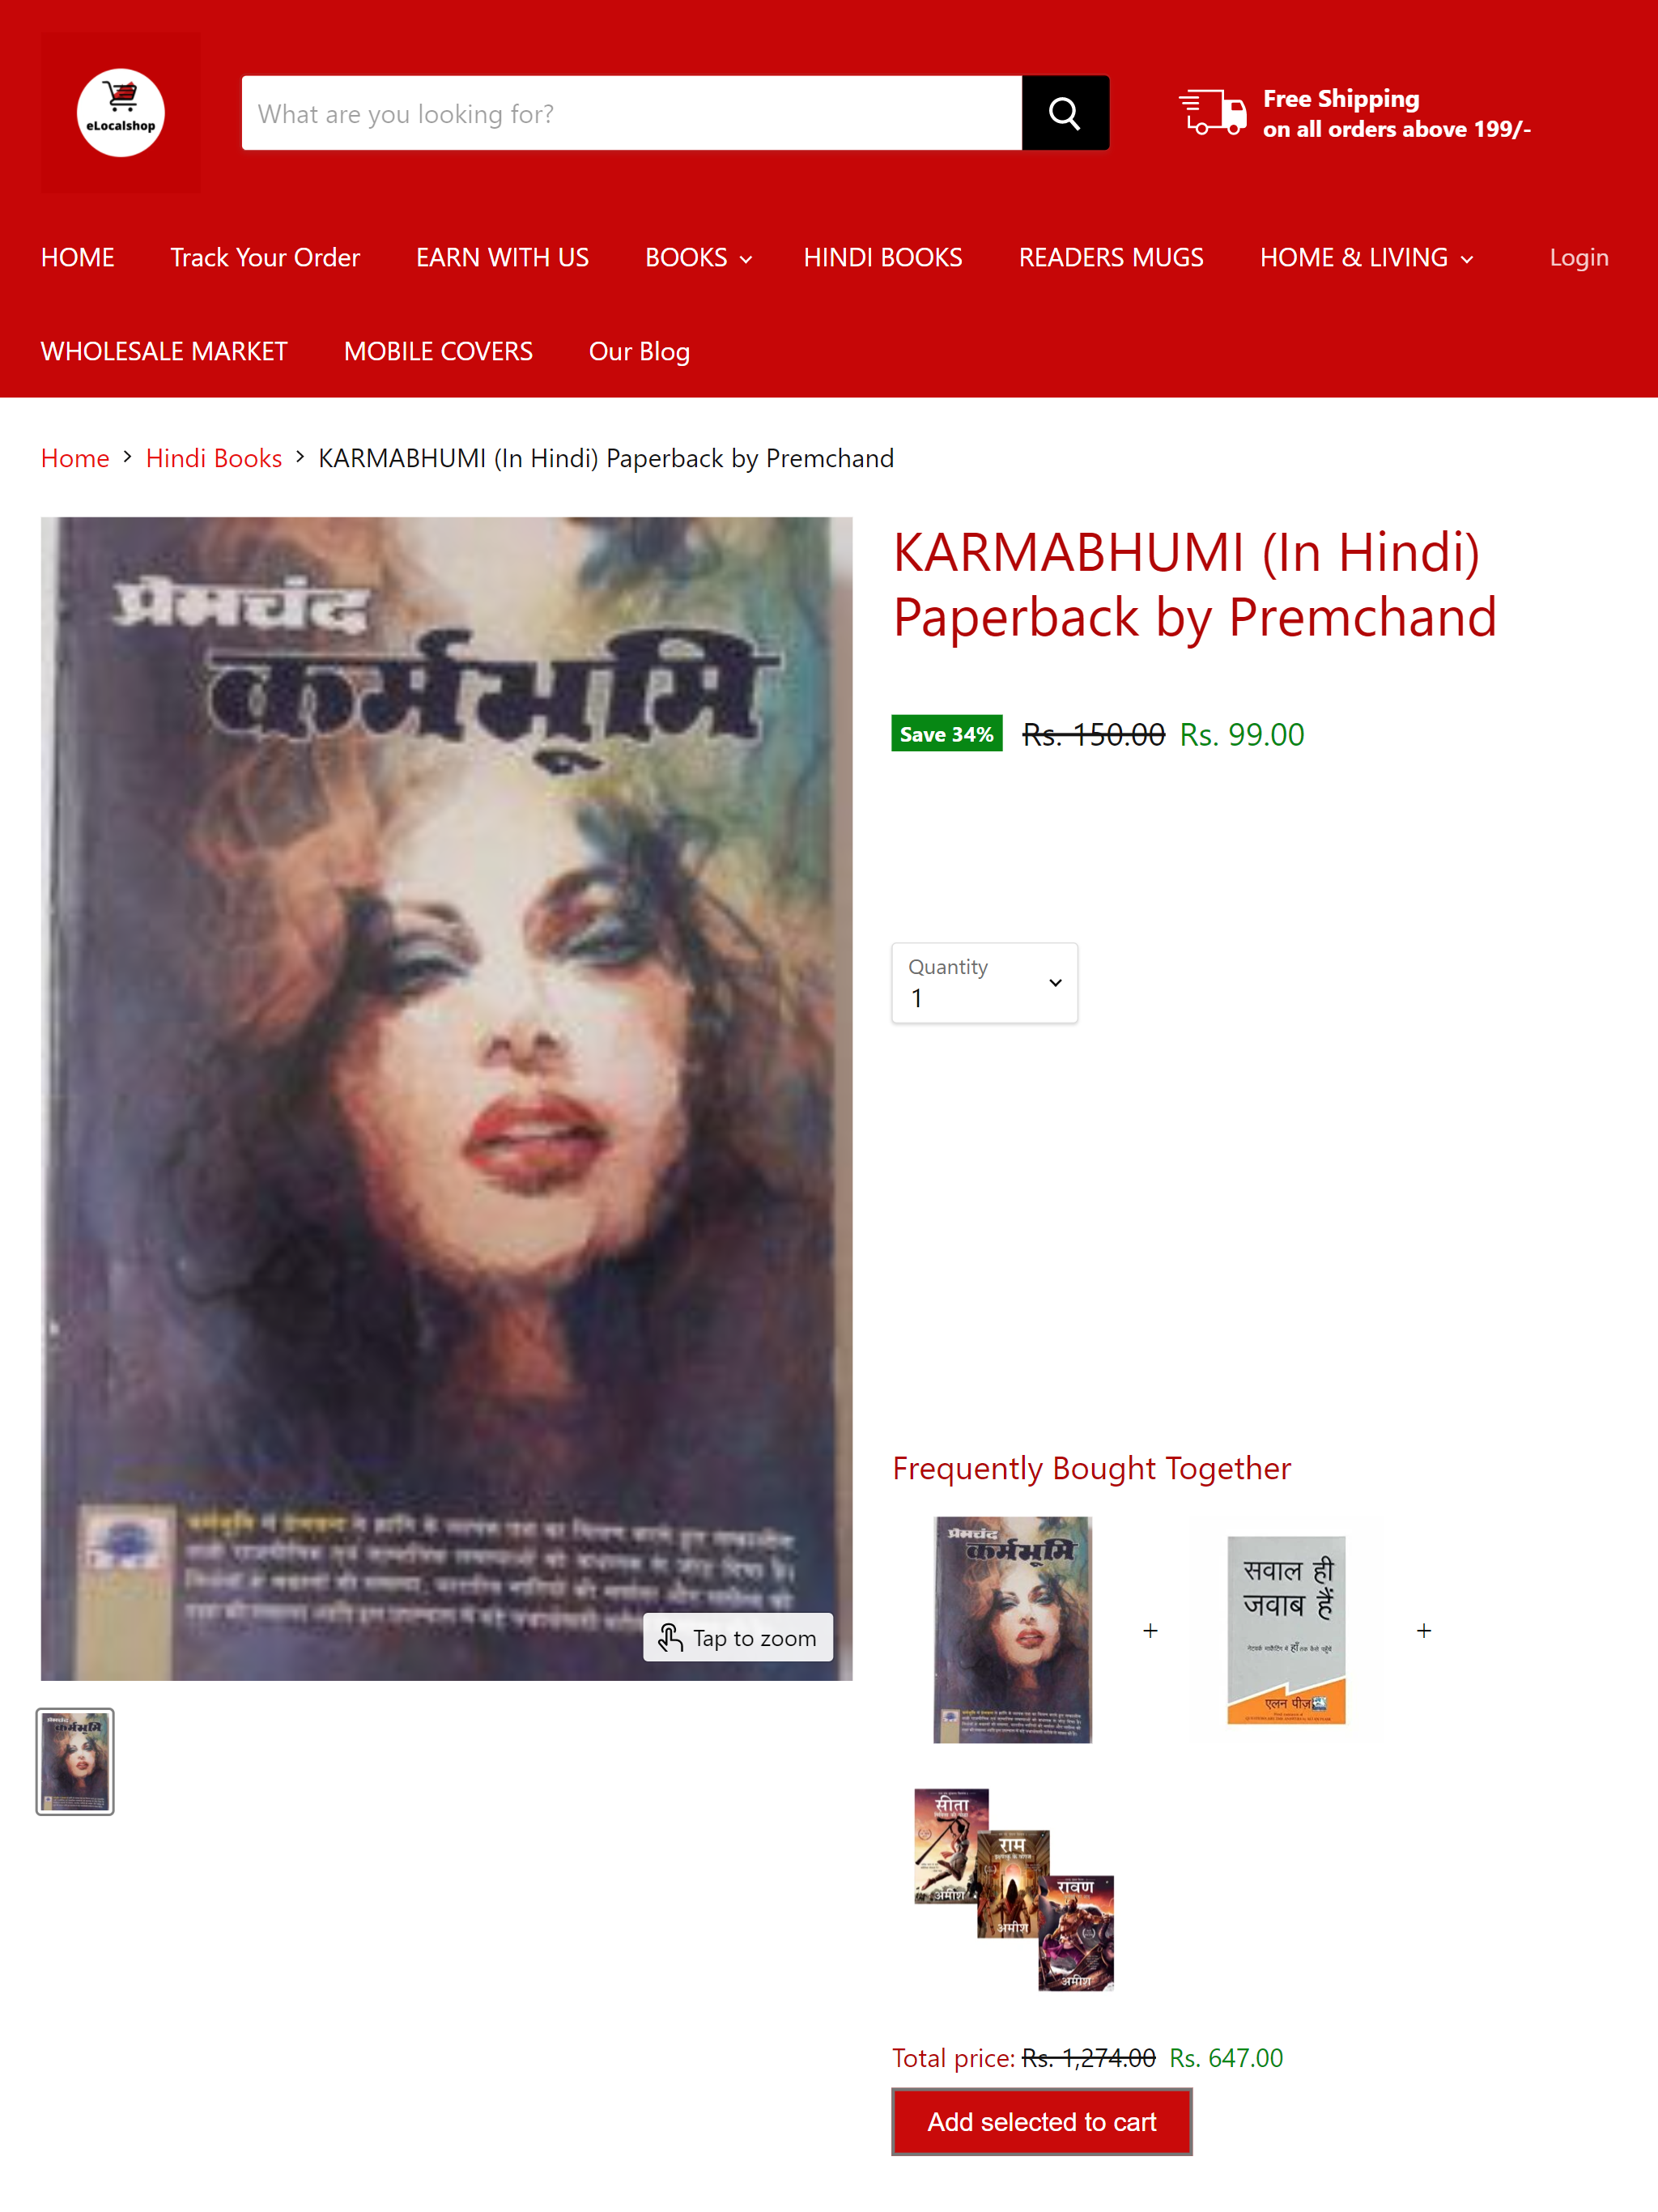 eLocalshop
What are you looking for?
Free Shipping
on all orders above 199/-
HOME
Track Your Order
EARN WITH US
BOOKS
HINDI BOOKS
READERS MUGS
HOME & LIVING
Login
WHOLESALE MARKET
MOBILE COVERS
Our Blog
Home > Hindi Books > KARMABHUMI (In Hindi) Paperback by Premchand
प्रेमचंद
कर्मभूमि
Tap to zoom
KARMABHUMI (In Hindi)
Paperback by Premchand
Save 34% Rs. 150.00 Rs. 99.00
Quantity
1
Frequently Bought Together
प्रेमचंद
कर्मभूमि
+
सवाल ही
जवाब हैं
एलन पीज़
+
सीता
अमीश
राम
अमीश
रावण
अमीश
Total price: Rs. 1,274.00 Rs. 647.00
Add selected to cart
प्रेमचंद
कर्मभूमि